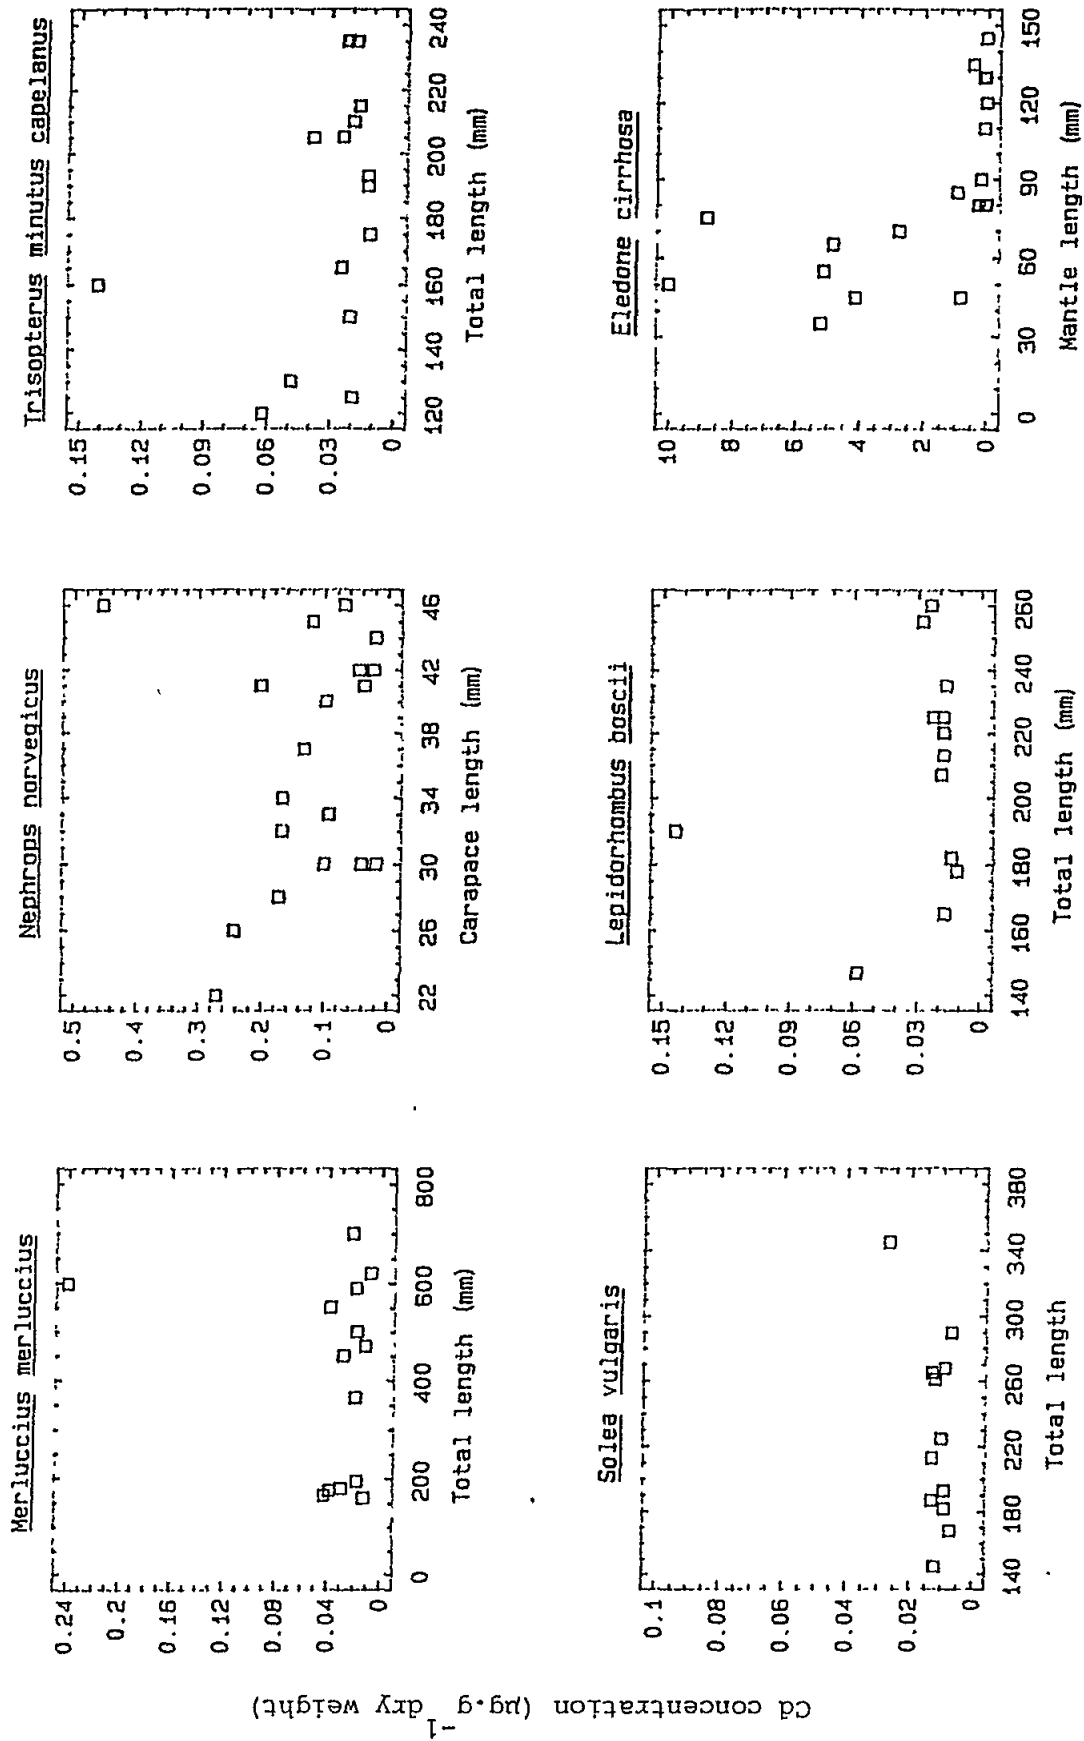 Cd concentration (µg.g⁻¹ dry weight)
Merluccius merluccius
0.24
0.2
0.16
0.12
0.08
0.04
0
0 200 400 600 800
Total length (mm)
Nephrops norvegicus
0.5
0.4
0.3
0.2
0.1
0
22 26 30 34 38 42 46
Carapace length (mm)
Trisopterus minutus capelanus
0.15
0.12
0.09
0.06
0.03
0
120 140 160 180 200 220 240
Total length (mm)
Solea vulgaris
0.1
0.08
0.06
0.04
0.02
0
140 180 220 260 300 340 380
Total length
Lepidorhombus boscii
0.15
0.12
0.09
0.06
0.03
0
140 160 180 200 220 240 260
Total length (mm)
Eledone cirrhosa
10
8
6
4
2
0
0 30 60 90 120 150
Mantle length (mm)